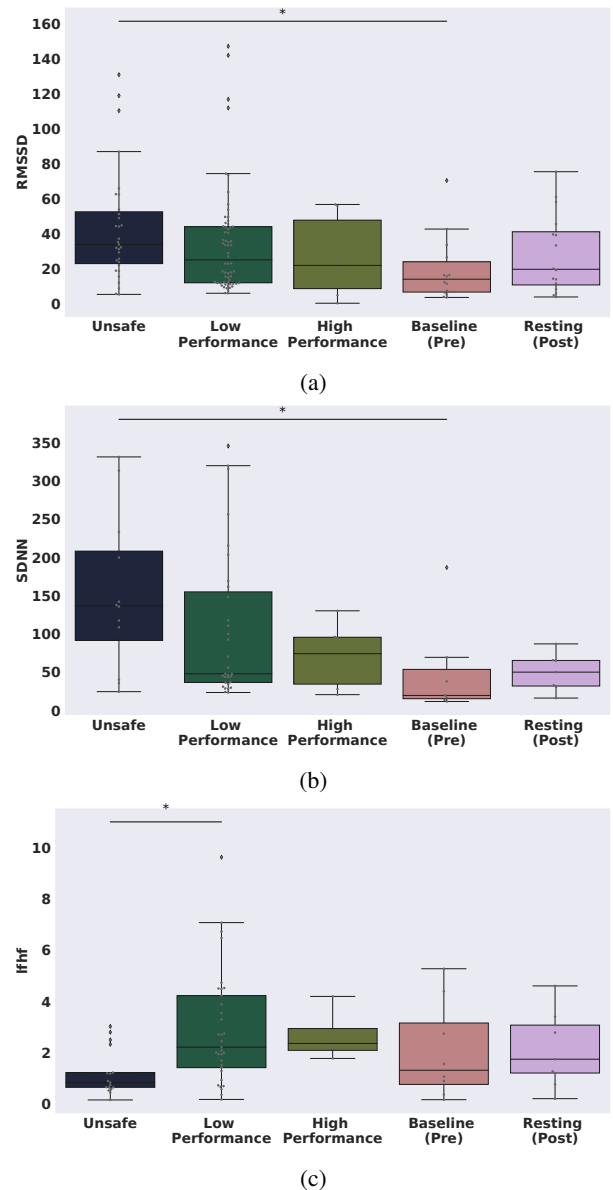 *
160
140
120
100
80
60
40
20
0
RMSSD
Unsafe Low Performance High Performance Baseline (Pre) Resting (Post)
(a)
*
350
300
250
200
150
100
50
0
SDNN
Unsafe Low Performance High Performance Baseline (Pre) Resting (Post)
(b)
*
10
8
6
4
2
0
lfhf
Unsafe Low Performance High Performance Baseline (Pre) Resting (Post)
(c)